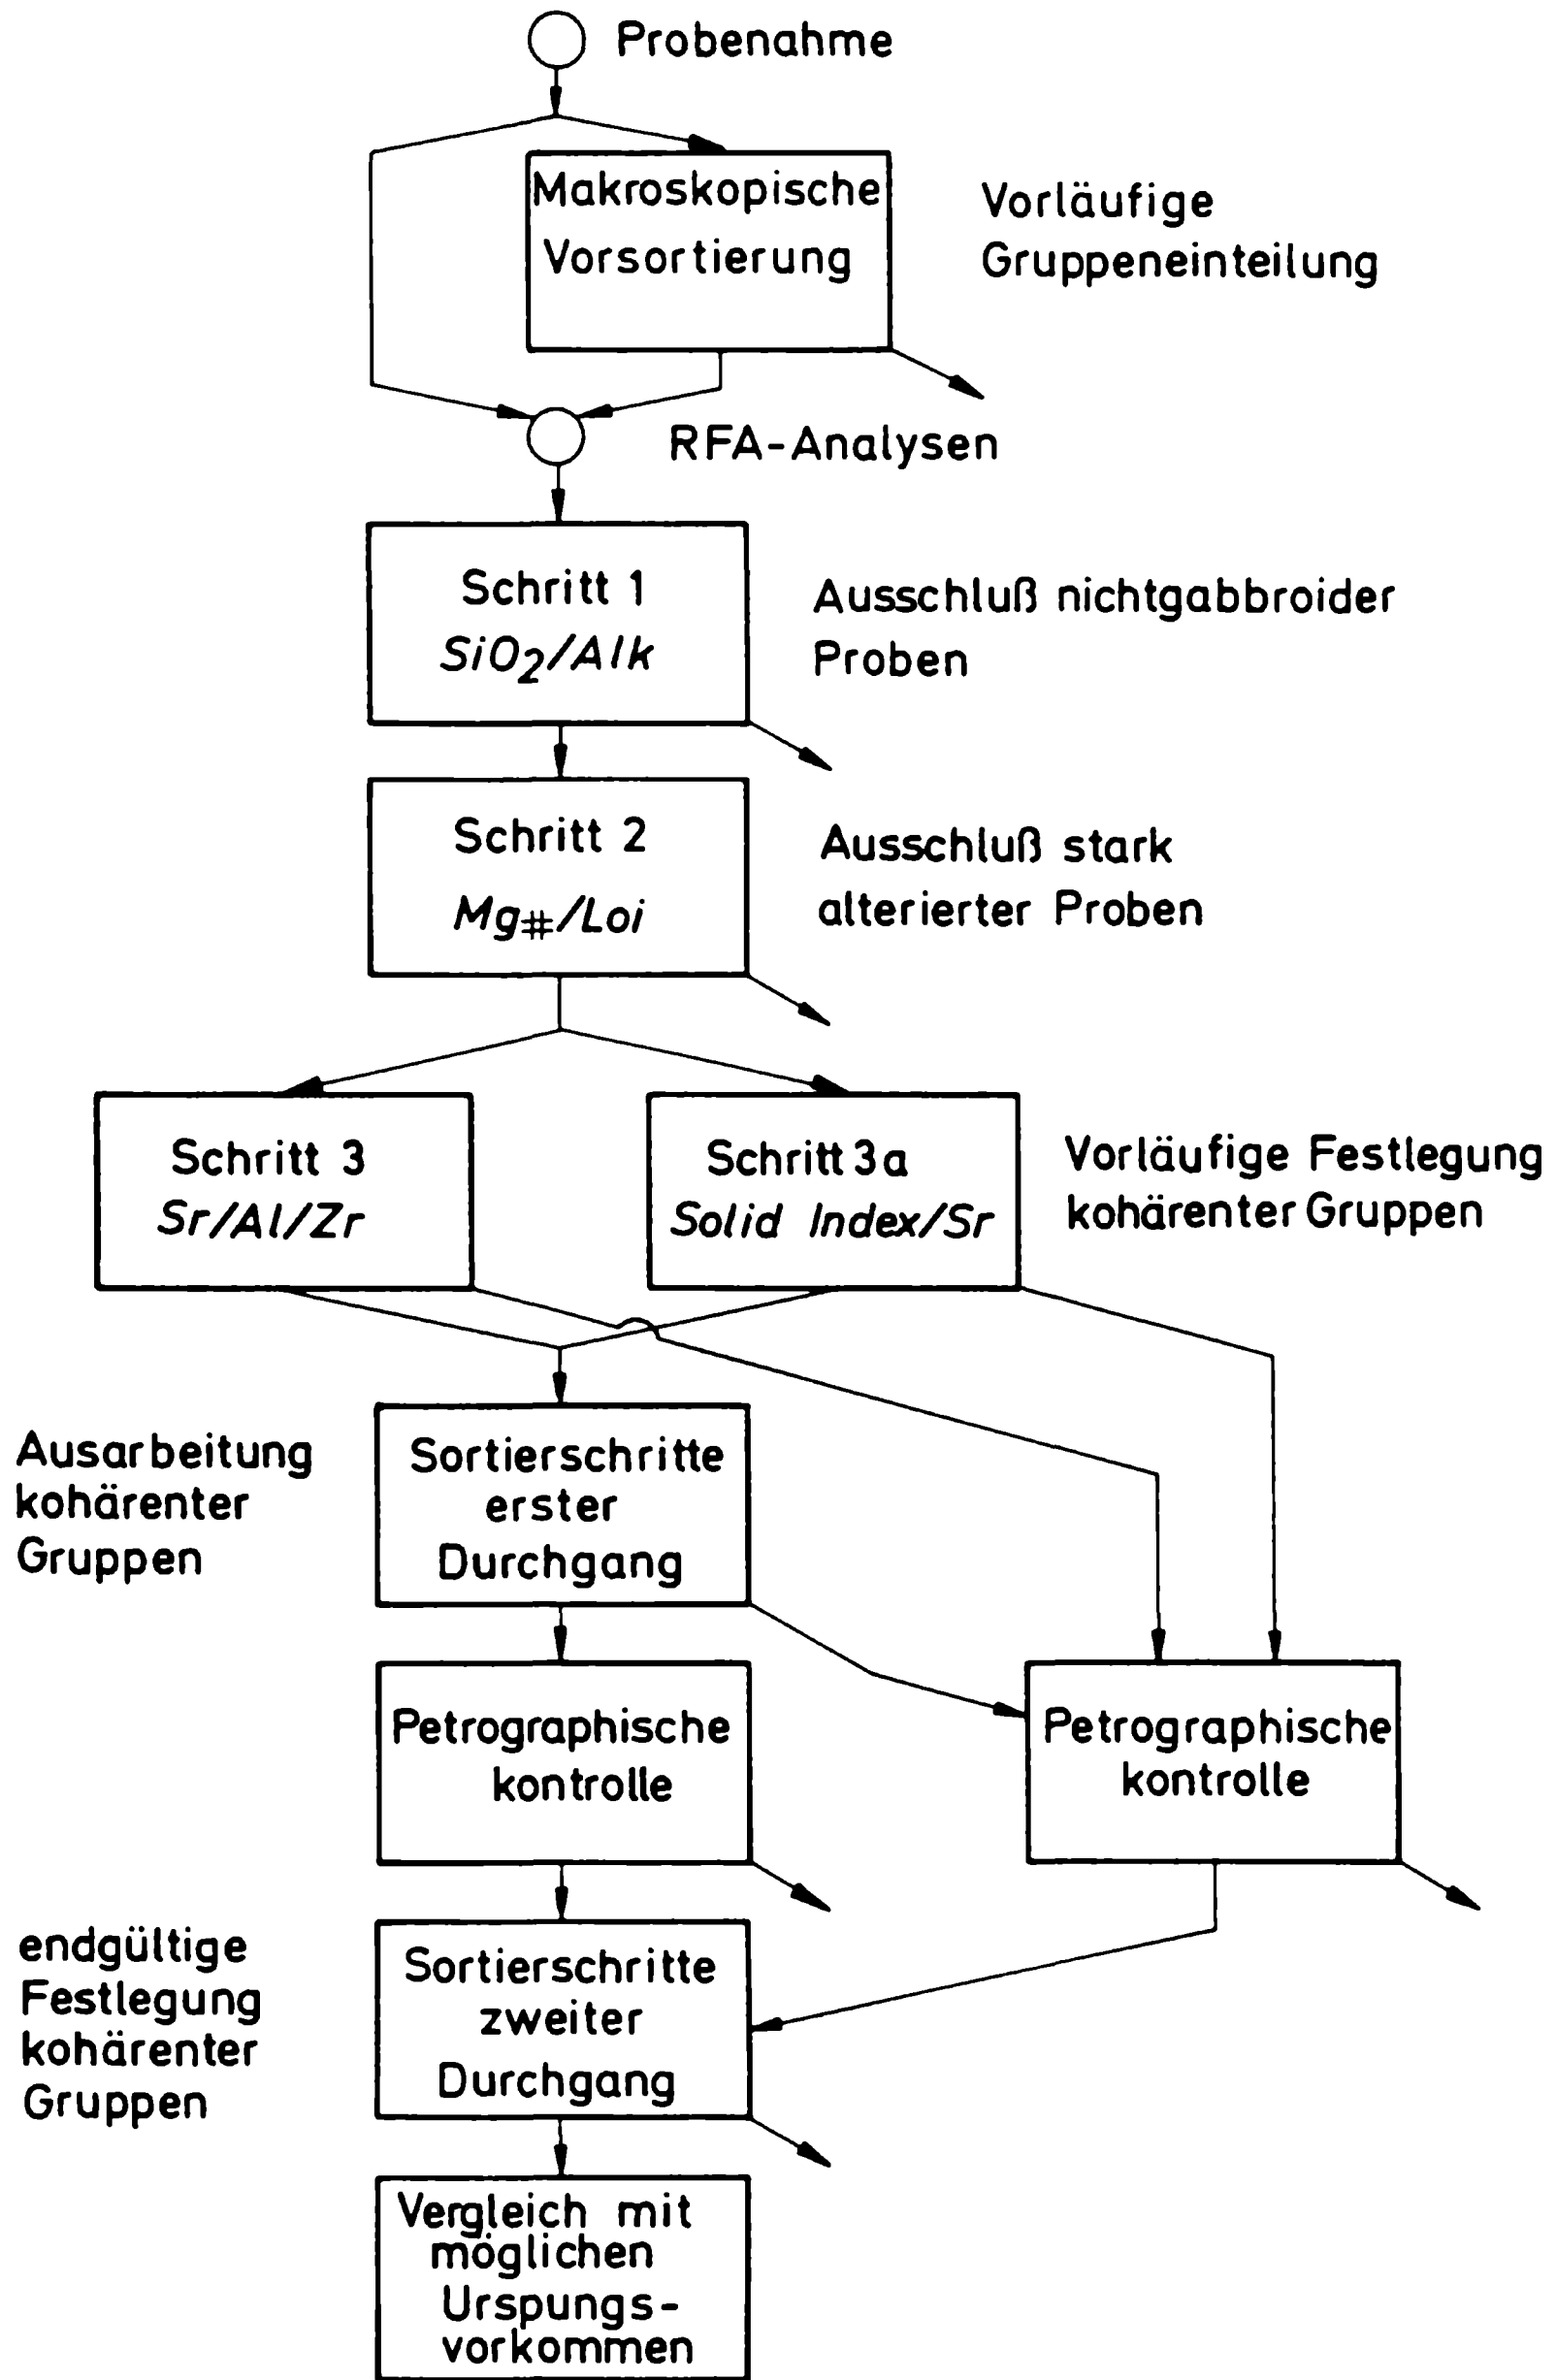 Probenahme
Makroskopische
Vorsortierung
Vorläufige
Gruppeneinteilung
RFA-Analysen
Schritt 1
SiO2/Alk
Ausschluß nichtgabbroider
Proben
Schritt 2
Mg#/Loi
Ausschluß stark
alterierter Proben
Schritt 3
Sr/Al/Zr
Schritt 3a
Solid Index/Sr
Vorläufige Festlegung
kohärenter Gruppen
Ausarbeitung
kohärenter
Gruppen
Sortierschritte
erster
Durchgang
Petrographische
kontrolle
Petrographische
kontrolle
endgültige
Festlegung
kohärenter
Gruppen
Sortierschritte
zweiter
Durchgang
Vergleich mit
möglichen
Urspungs-
vorkommen